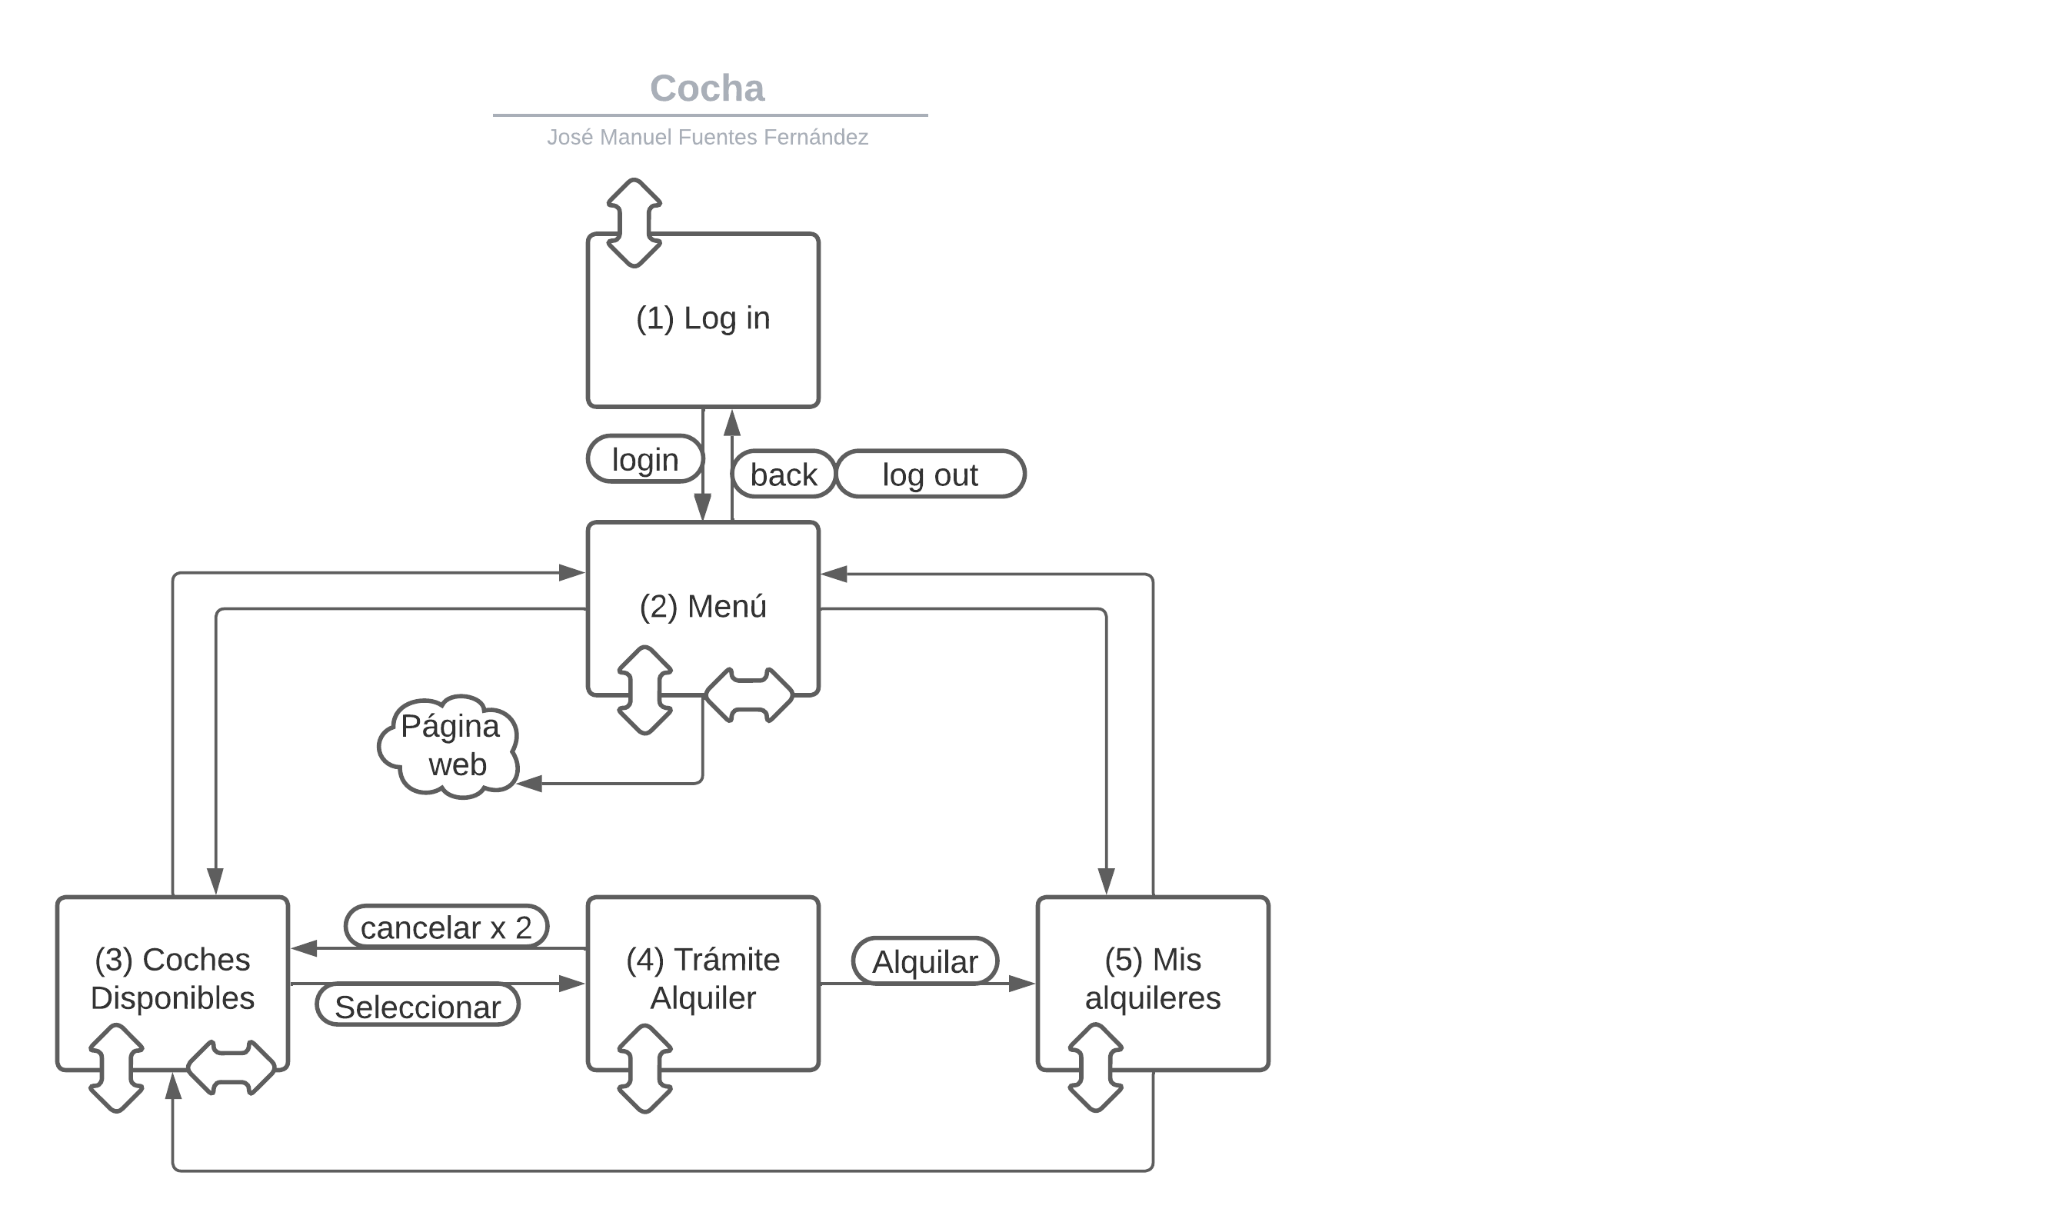 Cocha
José Manuel Fuentes Fernández
(1) Log in
login
back
log out
(2) Menú
Página
web
(3) Coches
Disponibles
cancelar x 2
Seleccionar
(4) Trámite
Alquiler
Alquilar
(5) Mis
alquileres